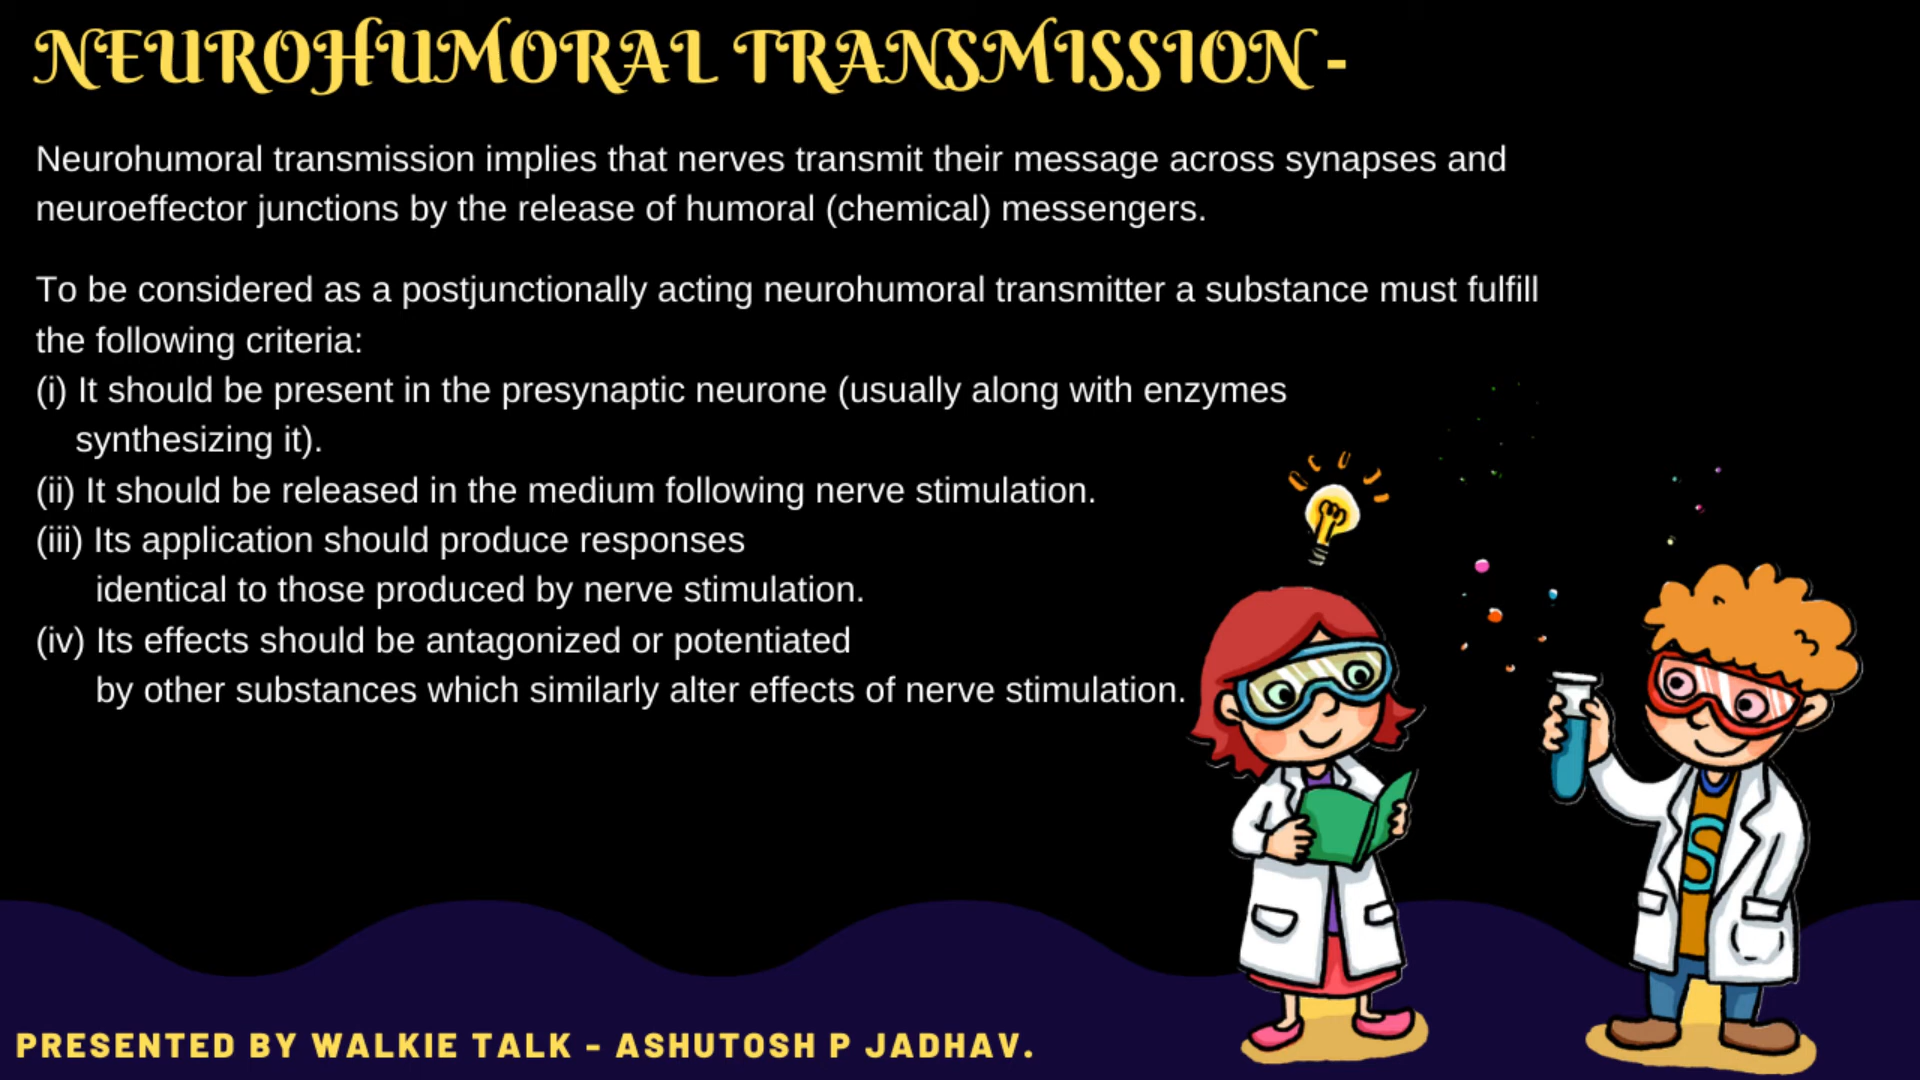 NEUROHUMORAL TRANSMISSION -
Neurohumoral transmission implies that nerves transmit their message across synapses and
neuroeffector junctions by the release of humoral (chemical) messengers.
To be considered as a postjunctionally acting neurohumoral transmitter a substance must fulfill
the following criteria:
(i) It should be present in the presynaptic neurone (usually along with enzymes
synthesizing it).
(ii) It should be released in the medium following nerve stimulation.
(iii) Its application should produce responses
identical to those produced by nerve stimulation.
(iv) Its effects should be antagonized or potentiated
by other substances which similarly alter effects of nerve stimulation.
S
PRESENTED BY WALKIE TALK - ASHUTOSH P JADHAV.